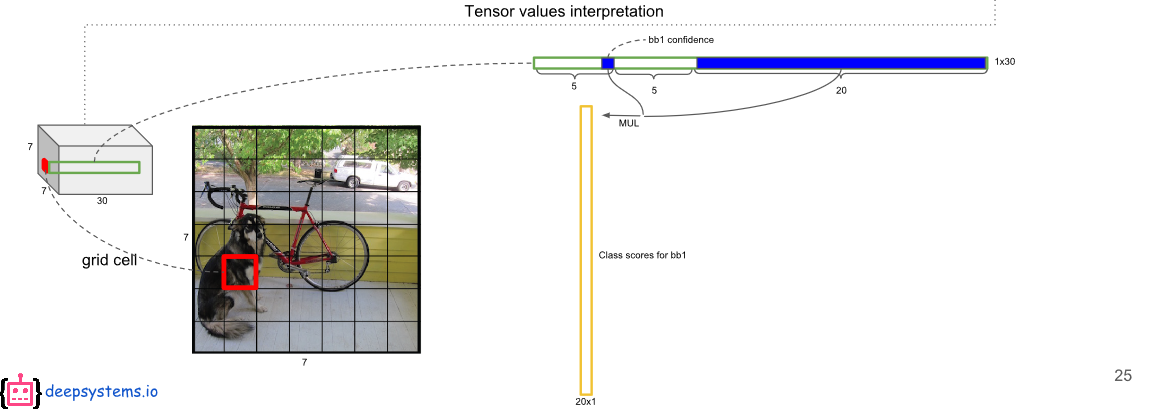 Tensor values interpretation
bb1 confidence
1x30
5
5
20
MUL
7
7
30
7
grid cell
Class scores for bb1
7
25
{ } deepsystems.io
20x1